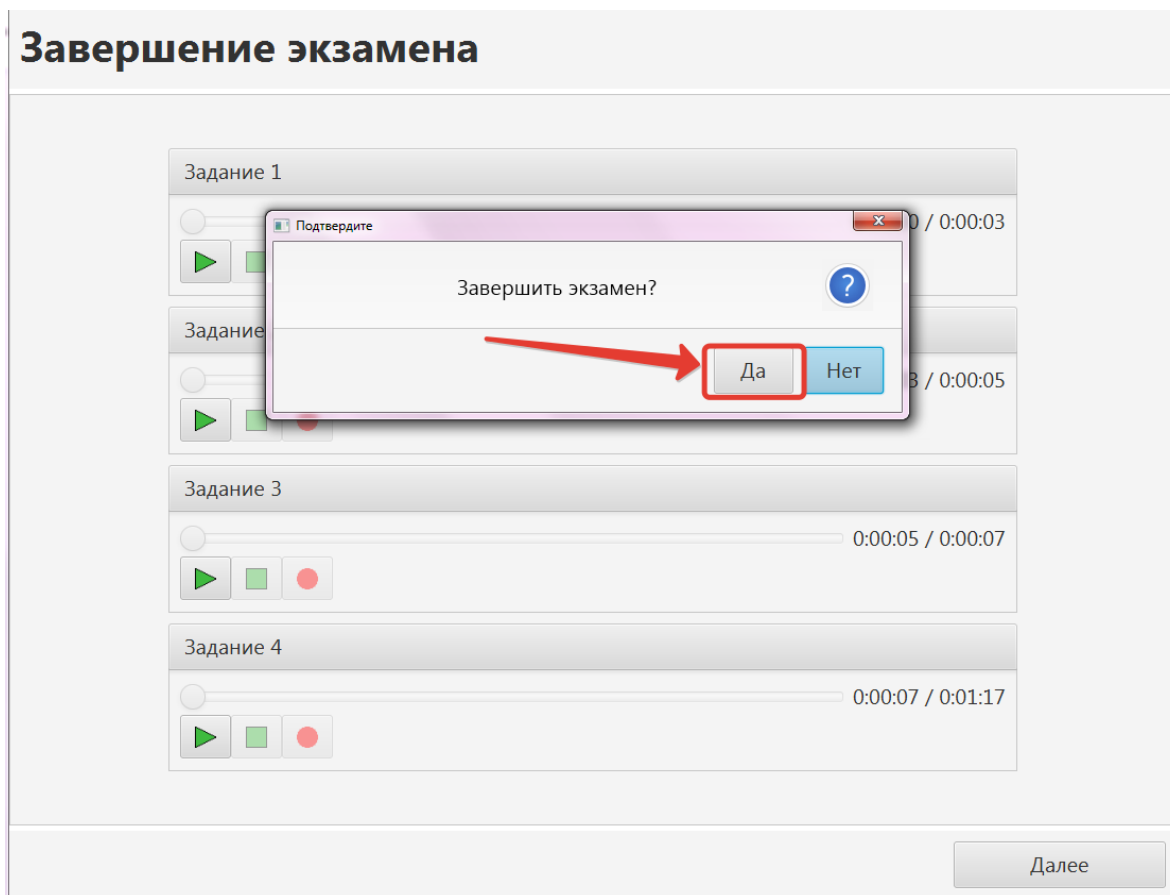 Завершение экзамена
Задание 1
0 / 0:00:03
Подтвердите
Завершить экзамен?
Да
Нет
Задание
3 / 0:00:05
Задание 3
0:00:05 / 0:00:07
Задание 4
0:00:07 / 0:01:17
Далее